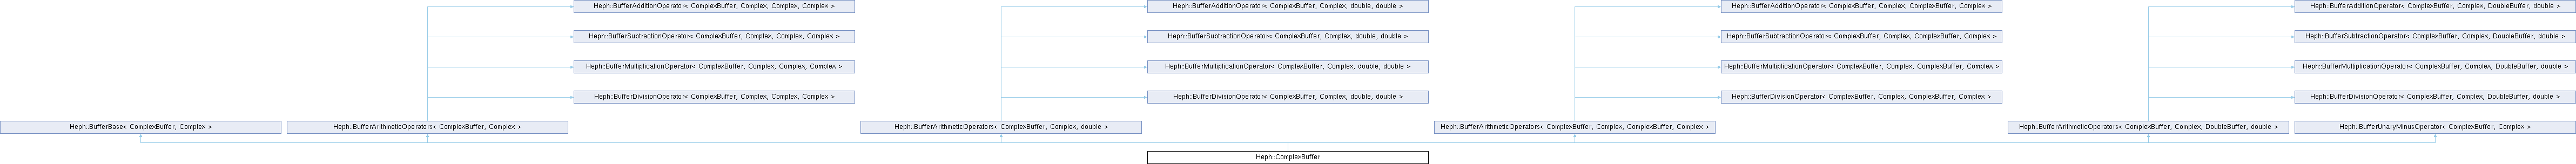 Heph::BufferAdditionOperator< ComplexBuffer, Complex, Complex, Complex >
Heph::BufferAdditionOperator< ComplexBuffer, Complex, double, double >
Heph::BufferAdditionOperator< ComplexBuffer, Complex, ComplexBuffer, Complex >
Heph::BufferAdditionOperator< ComplexBuffer, Complex, DoubleBuffer, double >
Heph::BufferSubtractionOperator< ComplexBuffer, Complex, Complex, Complex >
Heph::BufferSubtractionOperator< ComplexBuffer, Complex, double, double >
Heph::BufferSubtractionOperator< ComplexBuffer, Complex, ComplexBuffer, Complex >
Heph::BufferSubtractionOperator< ComplexBuffer, Complex, DoubleBuffer, double >
Heph::BufferMultiplicationOperator< ComplexBuffer, Complex, Complex, Complex >
Heph::BufferMultiplicationOperator< ComplexBuffer, Complex, double, double >
Heph::BufferMultiplicationOperator< ComplexBuffer, Complex, ComplexBuffer, Complex >
Heph::BufferMultiplicationOperator< ComplexBuffer, Complex, DoubleBuffer, double >
Heph::BufferDivisionOperator< ComplexBuffer, Complex, Complex, Complex >
Heph::BufferDivisionOperator< ComplexBuffer, Complex, double, double >
Heph::BufferDivisionOperator< ComplexBuffer, Complex, ComplexBuffer, Complex >
Heph::BufferDivisionOperator< ComplexBuffer, Complex, DoubleBuffer, double >
Heph::BufferBase< ComplexBuffer, Complex >
Heph::BufferArithmeticOperators< ComplexBuffer, Complex >
Heph::BufferArithmeticOperators< ComplexBuffer, Complex, double >
Heph::BufferArithmeticOperators< ComplexBuffer, Complex, ComplexBuffer, Complex >
Heph::BufferArithmeticOperators< ComplexBuffer, Complex, DoubleBuffer, double >
Heph::BufferUnaryMinusOperator< ComplexBuffer, Complex >
Heph::ComplexBuffer